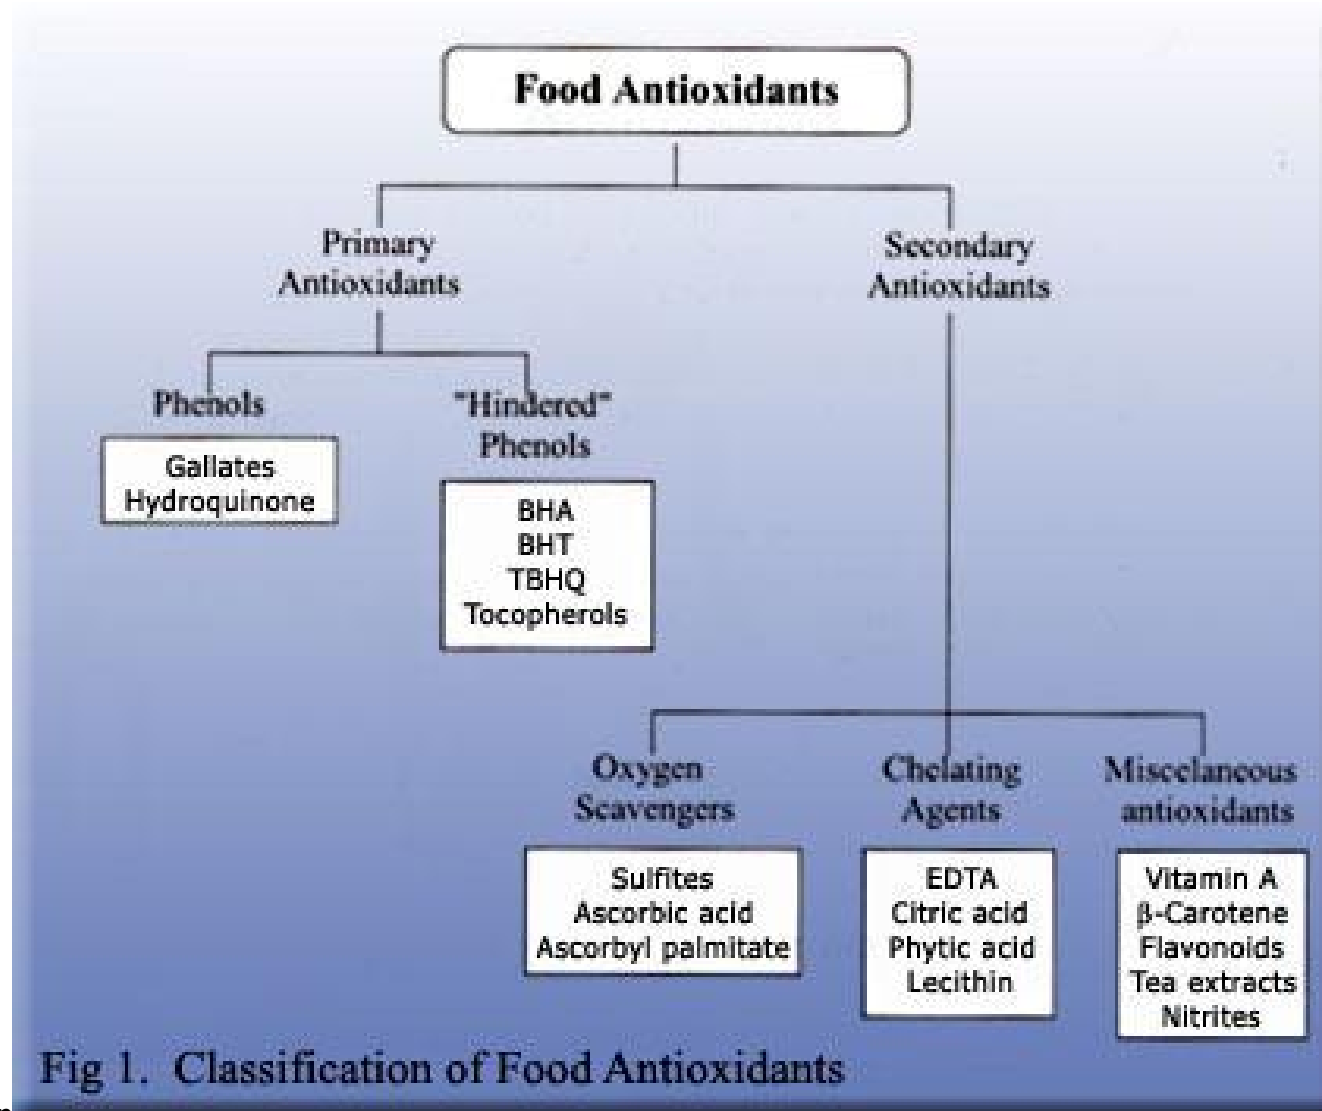 Food Antioxidants
Primary
Antioxidants
Secondary
Antioxidants
Phenols
"Hindered"
Phenols
Gallates
Hydroquinone
BHA
BHT
TBHQ
Tocopherols
Oxygen
Scavengers
Chelating
Agents
Miscelaneous
antioxidants
Sulfites
Ascorbic acid
Ascorbyl palmitate
EDTA
Citric acid
Phytic acid
Lecithin
Vitamin A
β-Carotene
Flavonoids
Tea extracts
Nitrites
Fig 1. Classification of Food Antioxidants